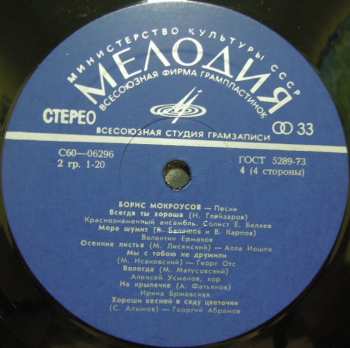 МИНИСТЕРСТВО КУЛЬТУРЫ СССР
МЕЛОДИЯ
ВСЕСОЮЗНАЯ ФИРМА ГРАМПЛАСТИНОК
СТЕРЕО
33
ВСЕСОЮЗНАЯ СТУДИЯ ГРАМЗАПИСИ
С60—06296
2 гр. 1-20
ГОСТ 5289-73
4 (4 стороны)
БОРИС МОКРОУСОВ — Песни
Всегда ты хороша (Н. Глейзаров)
Краснознаменный ансамбль. Солист Е. Беляев
Море шумит (К. и В. Карпов)
Валентин Ермаков
Осенние листья (М. Лисянский) — Алла Иошпе
Мы с тобою не дружили
(М. Исаковский) — Георг Отс
Вологда (М. Матусовский)
Алексей Усманов, хор
На крылечке (А. Фатьянов)
Ирина Бржевская
Хороши весной в саду цветочки
(С. Алымов) — Георгий Абрамов